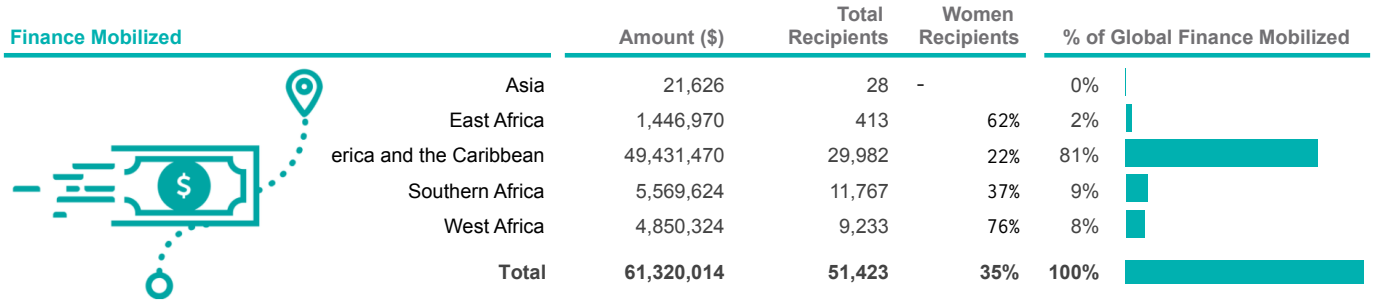 Finance Mobilized Amount ($) Total Recipients Women Recipients % of Global Finance Mobilized
Asia 21,626 28 - 0%
East Africa 1,446,970 413 62% 2%
erica and the Caribbean 49,431,470 29,982 22% 81%
$
Southern Africa 5,569,624 11,767 37% 9%
West Africa 4,850,324 9,233 76% 8%
Total 61,320,014 51,423 35% 100%